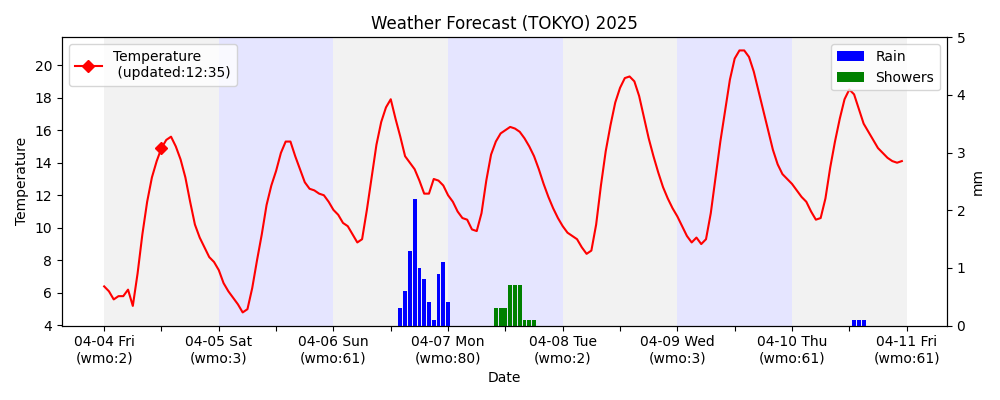 Weather Forecast (TOKYO) 2025
Temperature
(updated:12:35)
Rain
Showers
Temperature
20
18
16
14
12
10
8
6
4
5
4
3
2
1
0
mm
04-04 Fri
(wmo:2)
04-05 Sat
(wmo:3)
04-06 Sun
(wmo:61)
04-07 Mon
(wmo:80)
04-08 Tue
(wmo:2)
04-09 Wed
(wmo:3)
04-10 Thu
(wmo:61)
04-11 Fri
(wmo:61)
Date